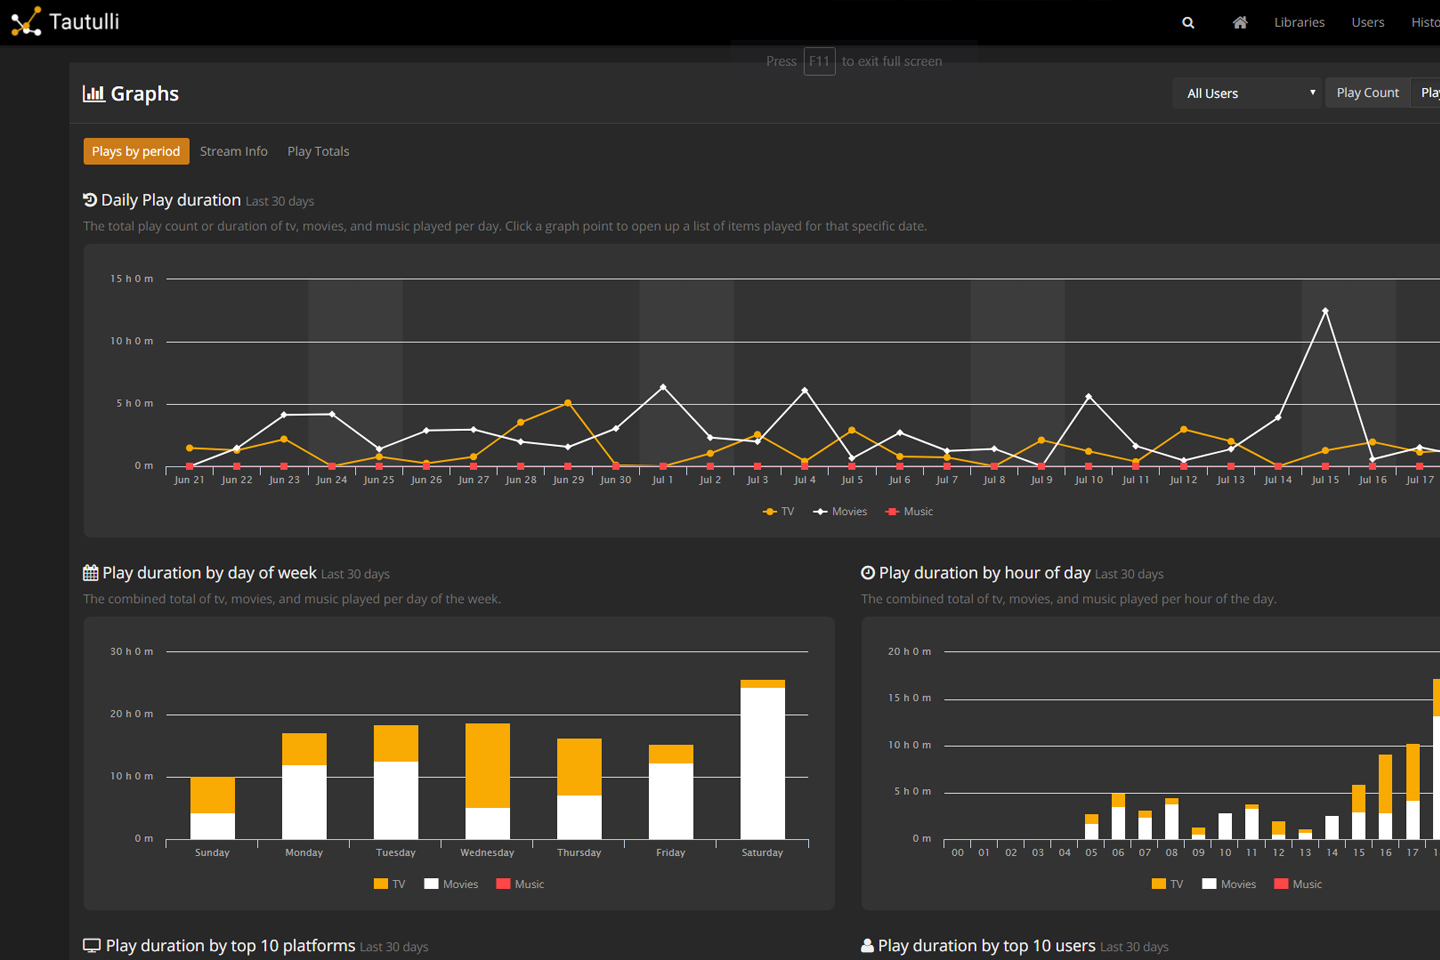 Tautulli
Libraries Users Histo
Press F11 to exit full screen
Graphs
All Users Play Count Play
Plays by period Stream Info Play Totals
Daily Play duration Last 30 days
The total play count or duration of tv, movies, and music played per day. Click a graph point to open up a list of items played for that specific date.
15 h 0 m
10 h 0 m
5 h 0 m
0 m
Jun 21 Jun 22 Jun 23 Jun 24 Jun 25 Jun 26 Jun 27 Jun 28 Jun 29 Jun 30 Jul 1 Jul 2 Jul 3 Jul 4 Jul 5 Jul 6 Jul 7 Jul 8 Jul 9 Jul 10 Jul 11 Jul 12 Jul 13 Jul 14 Jul 15 Jul 16 Jul 17
TV Movies Music
Play duration by day of week Last 30 days
The combined total of tv, movies, and music played per day of the week.
30 h 0 m
20 h 0 m
10 h 0 m
0 m
Sunday Monday Tuesday Wednesday Thursday Friday Saturday
TV Movies Music
Play duration by hour of day Last 30 days
The combined total of tv, movies, and music played per hour of the day.
20 h 0 m
15 h 0 m
10 h 0 m
5 h 0 m
0 m
00 01 02 03 04 05 06 07 08 09 10 11 12 13 14 15 16 17
TV Movies Music
Play duration by top 10 platforms Last 30 days
Play duration by top 10 users Last 30 days